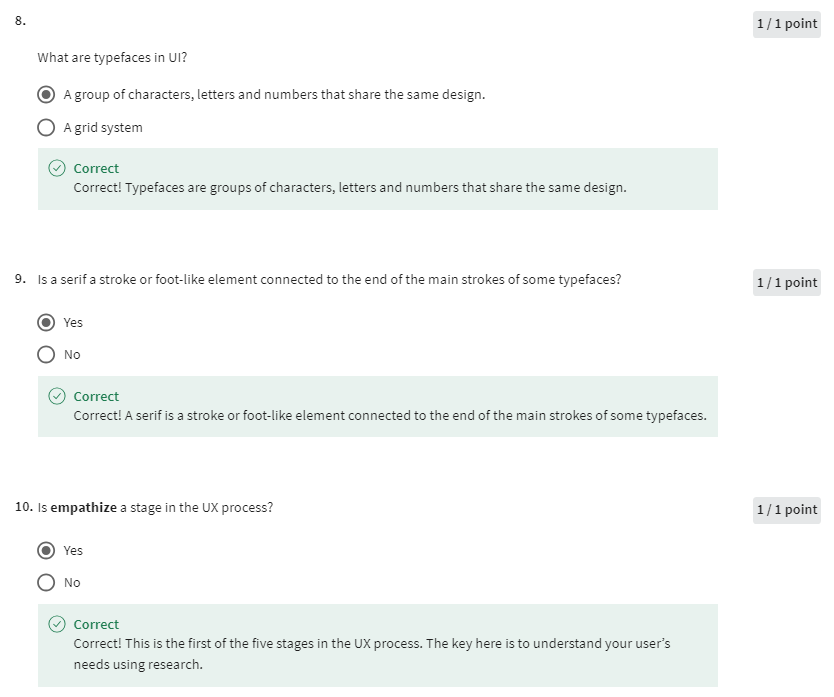 8.
1 / 1 point
What are typefaces in UI?
A group of characters, letters and numbers that share the same design.
A grid system
Correct
Correct! Typefaces are groups of characters, letters and numbers that share the same design.
9. Is a serif a stroke or foot-like element connected to the end of the main strokes of some typefaces?
1 / 1 point
Yes
No
Correct
Correct! A serif is a stroke or foot-like element connected to the end of the main strokes of some typefaces.
10. Is empathize a stage in the UX process?
1 / 1 point
Yes
No
Correct
Correct! This is the first of the five stages in the UX process. The key here is to understand your user's
needs using research.